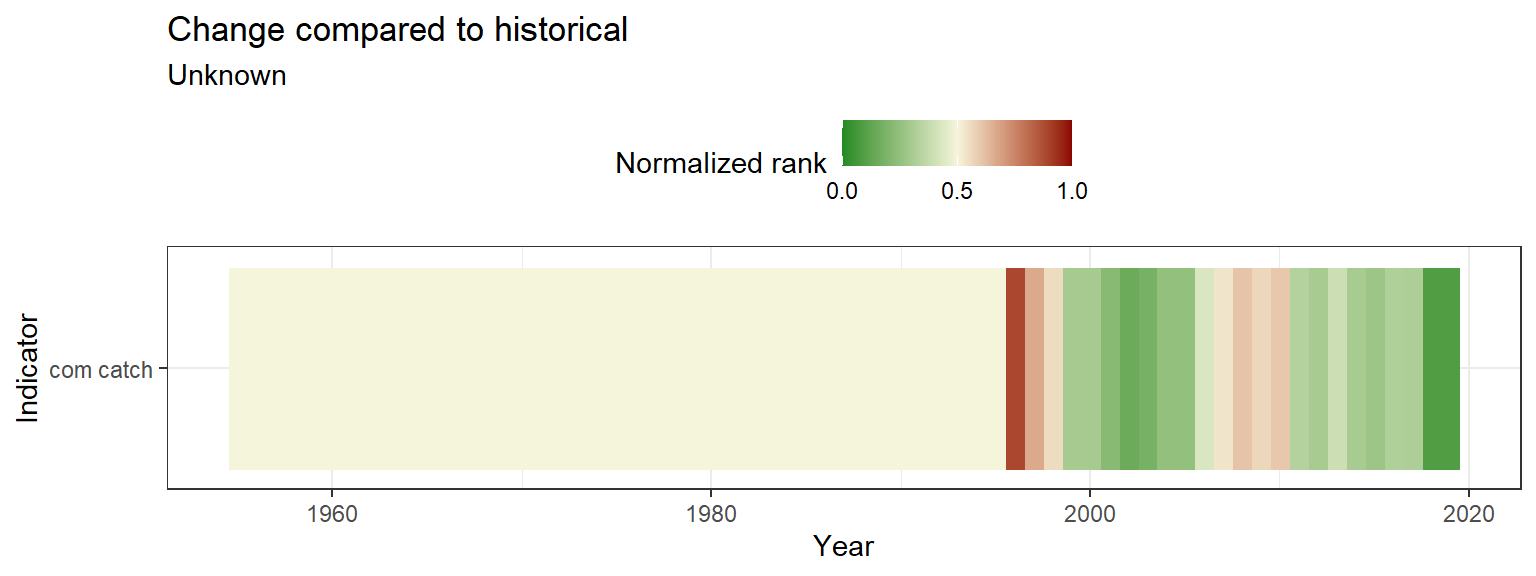 Change compared to historical
Unknown
Normalized rank
0.0 0.5 1.0
Indicator
com catch
1960 1980 2000 2020
Year